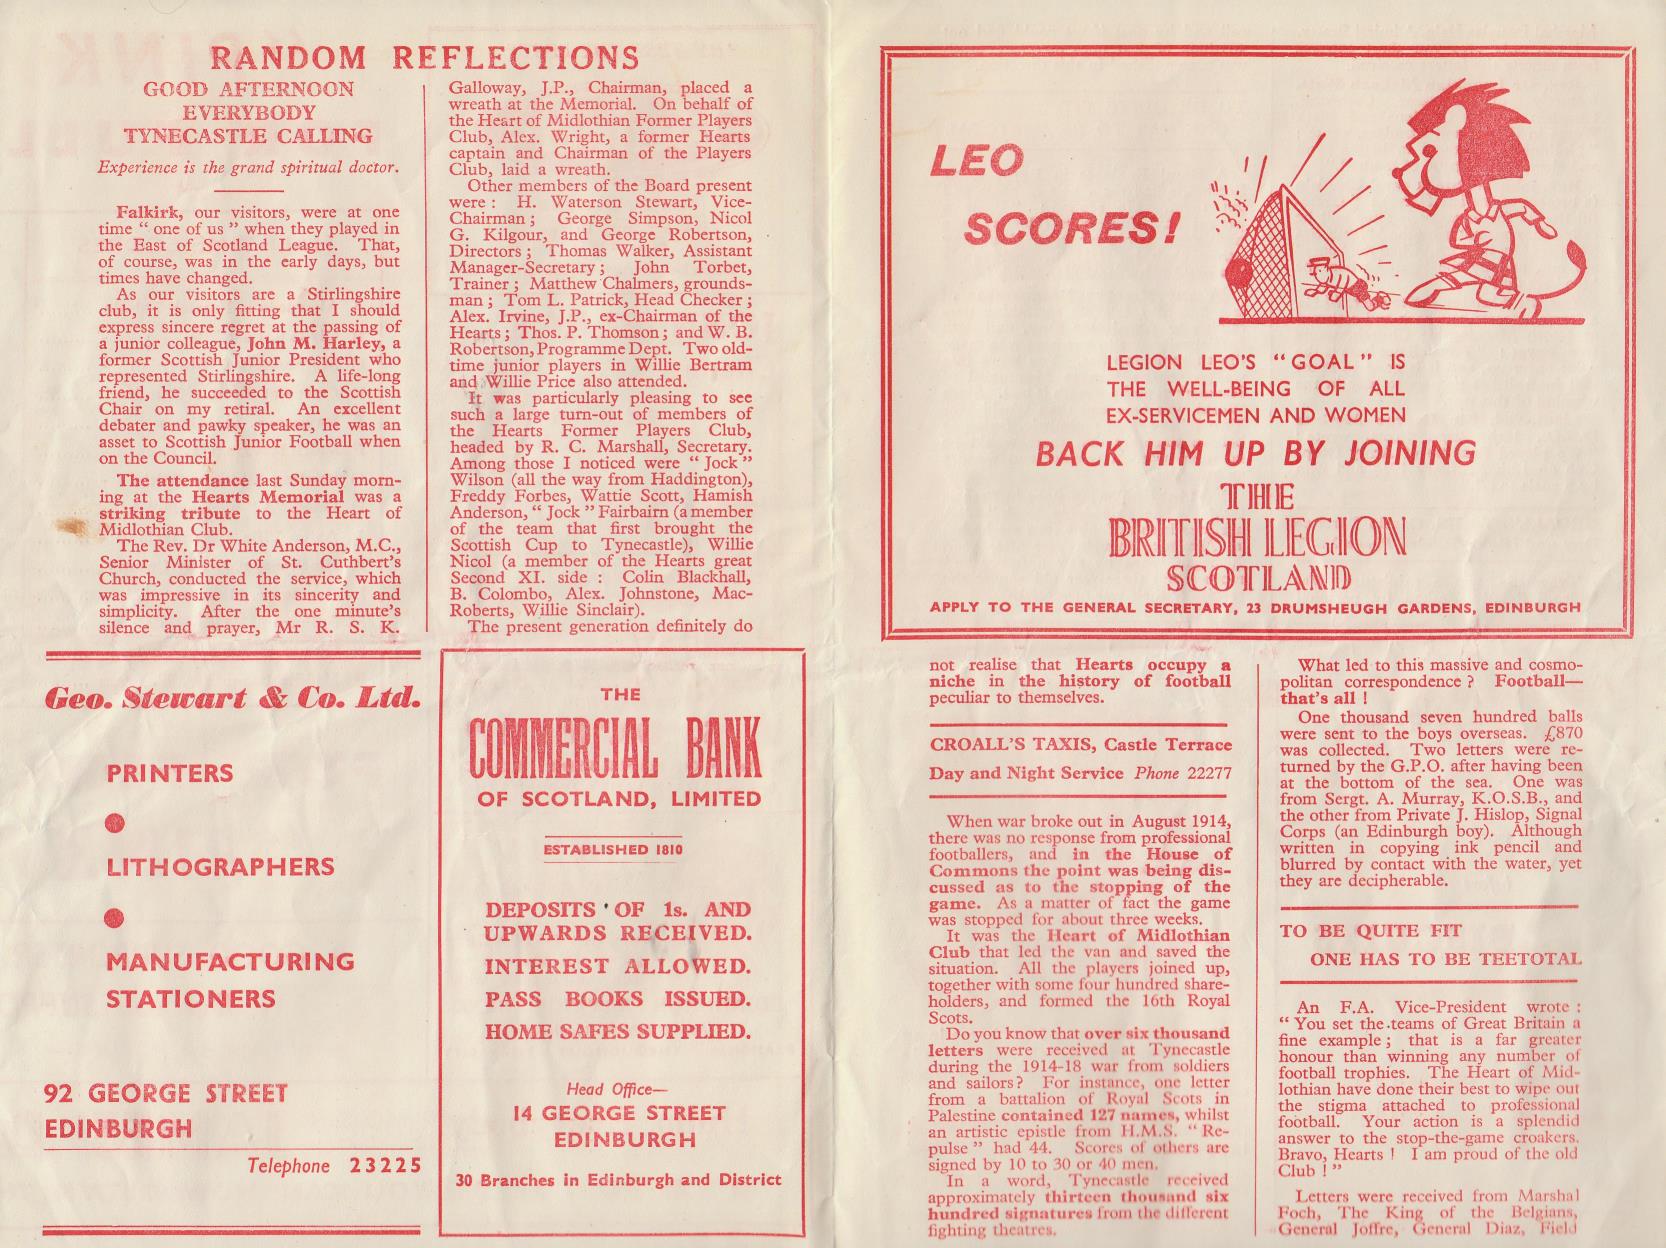 RANDOM REFLECTIONS
GOOD AFTERNOON
EVERYBODY
TYNECASTLE CALLING
Experience is the grand spiritual doctor.
Falkirk, our visitors, were at one
time “ one of us ” when they played in
the East of Scotland League. That,
of course, was in the early days, but
times have changed.
As our visitors are a Stirlingshire
club, it is only fitting that I should
express sincere regret at the passing of
a junior colleague, John M. Harley, a
former Scottish Junior President who
represented Stirlingshire. A life-long
friend, he succeeded to the Scottish
Chair on my retiral. An excellent
debater and pawky speaker, he was an
asset to Scottish Junior Football when
on the Council.
The attendance last Sunday morn-
ing at the Hearts Memorial was a
striking tribute to the Heart of
Midlothian Club.
The Rev. Dr White Anderson, M.C.,
Senior Minister of St. Cuthbert's
Church, conducted the service, which
was impressive in its sincerity and
simplicity. After the one minute's
silence and prayer, Mr R. S. K.
Galloway, J.P., Chairman, placed a
wreath at the Memorial. On behalf of
the Heart of Midlothian Former Players
Club, Alex. Wright, a former Hearts
captain and Chairman of the Players
Club, laid a wreath.
Other members of the Board present
were : H. Waterson Stewart, Vice-
Chairman ; George Simpson, Nicol
G. Kilgour, and George Robertson,
Directors ; Thomas Walker, Assistant
Manager-Secretary ; John Torbet,
Trainer ; Matthew Chalmers, grounds-
man ; Tom L. Patrick, Head Checker ;
Alex. Irvine, J.P., ex-Chairman of the
Hearts ; Thos. P. Thomson ; and W. B.
Robertson, Programme Dept. Two old-
time junior players in Willie Bertram
and Willie Price also attended.
It was particularly pleasing to see
such a large turn-out of members of
the Hearts Former Players Club,
headed by R. C. Marshall, Secretary.
Among those I noticed were “ Jock ”
Wilson (all the way from Haddington),
Freddy Forbes, Wattie Scott, Hamish
Anderson, “ Jock ” Fairbairn (a member
of the team that first brought the
Scottish Cup to Tynecastle), Willie
Nicol (a member of the Hearts great
Second XI. side : Colin Blackhall,
B. Colombo, Alex. Johnstone, Mac-
Roberts, Willie Sinclair).
The present generation definitely do
Geo. Stewart & Co. Ltd.
PRINTERS
LITHOGRAPHERS
MANUFACTURING
STATIONERS
92 GEORGE STREET
EDINBURGH
Telephone 23225
THE
COMMERCIAL BANK
OF SCOTLAND, LIMITED
ESTABLISHED 1810
DEPOSITS OF 1s. AND
UPWARDS RECEIVED.
INTEREST ALLOWED.
PASS BOOKS ISSUED.
HOME SAFES SUPPLIED.
Head Office—
14 GEORGE STREET
EDINBURGH
30 Branches in Edinburgh and District
LEO
SCORES!
LEGION LEO'S “ GOAL ” IS
THE WELL-BEING OF ALL
EX-SERVICEMEN AND WOMEN
BACK HIM UP BY JOINING
THE
BRITISH LEGION
SCOTLAND
APPLY TO THE GENERAL SECRETARY, 23 DRUMSHEUGH GARDENS, EDINBURGH
not realise that Hearts occupy a
niche in the history of football
peculiar to themselves.
CROALL'S TAXIS, Castle Terrace
Day and Night Service Phone 22277
When war broke out in August 1914,
there was no response from professional
footballers, and in the House of
Commons the point was being dis-
cussed as to the stopping of the
game. As a matter of fact the game
was stopped for about three weeks.
It was the Heart of Midlothian
Club that led the van and saved the
situation. All the players joined up,
together with some four hundred share-
holders, and formed the 16th Royal
Scots.
Do you know that over six thousand
letters were received at Tynecastle
during the 1914-18 war from soldiers
and sailors? For instance, one letter
from a battalion of Royal Scots in
Palestine contained 127 names, whilst
an artistic epistle from H.M.S. “ Re-
pulse ” had 44. Scores of others are
signed by 10 to 30 or 40 men.
In a word, Tynecastle received
approximately thirteen thousand six
hundred signatures from the different
fighting theatres.
What led to this massive and cosmo-
politan correspondence ? Football—
that's all !
One thousand seven hundred balls
were sent to the boys overseas. £870
was collected. Two letters were re-
turned by the G.P.O. after having been
at the bottom of the sea. One was
from Sergt. A. Murray, K.O.S.B., and
the other from Private J. Hislop, Signal
Corps (an Edinburgh boy). Although
written in copying ink pencil and
blurred by contact with the water, yet
they are decipherable.
TO BE QUITE FIT
ONE HAS TO BE TEETOTAL
An F.A. Vice-President wrote :
“ You set the teams of Great Britain a
fine example ; that is a far greater
honour than winning any number of
football trophies. The Heart of Mid-
lothian have done their best to wipe out
the stigma attached to professional
football. Your action is a splendid
answer to the stop-the-game croakers.
Bravo, Hearts ! I am proud of the old
Club ! ”
Letters were received from Marshal
Foch, The King of the Belgians,
General Joffre, General Diaz, Field